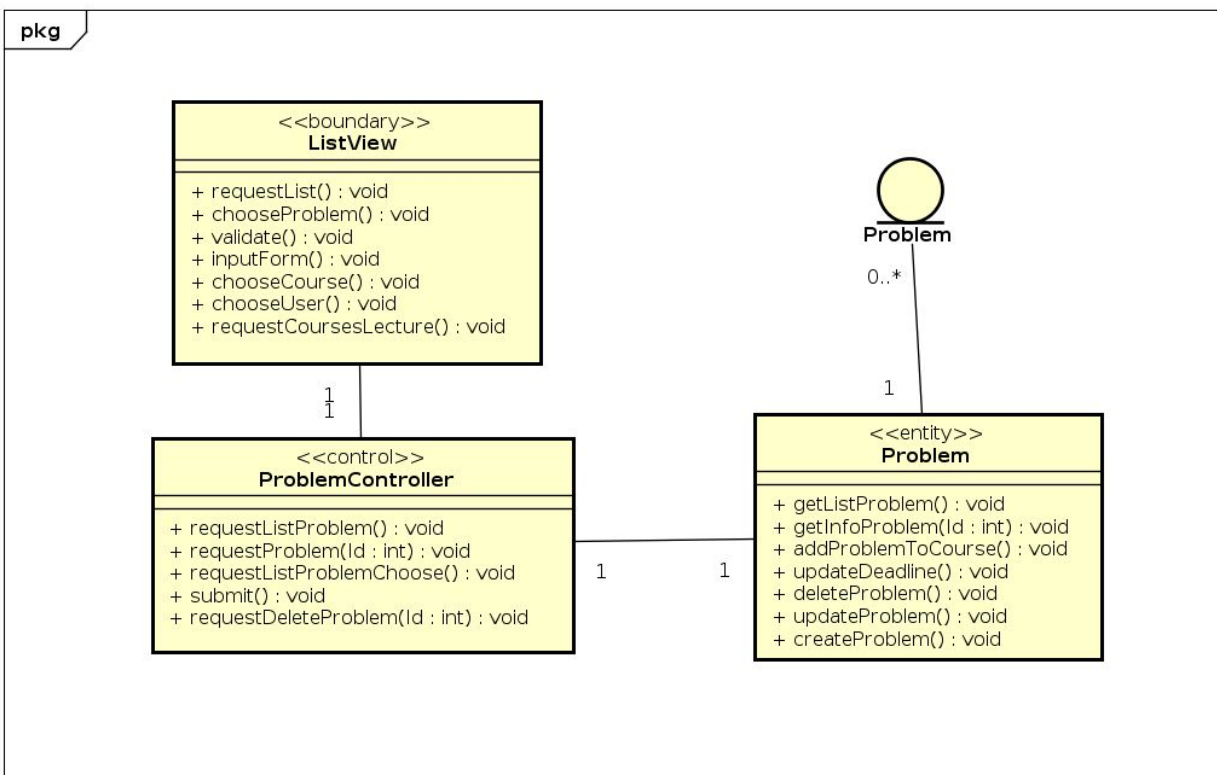 pkg
<<boundary>>
ListView
+ requestList() : void
+ chooseProblem() : void
+ validate() : void
+ inputForm() : void
+ chooseCourse() : void
+ chooseUser() : void
+ requestCoursesLecture() : void
Problem
0..*
1
1
1
<<control>>
ProblemController
+ requestListProblem() : void
+ requestProblem(Id : int) : void
+ requestListProblemChoose() : void
+ submit() : void
+ requestDeleteProblem(Id : int) : void
1
1
<<entity>>
Problem
+ getListProblem() : void
+ getInfoProblem(Id : int) : void
+ addProblemToCourse() : void
+ updateDeadline() : void
+ deleteProblem() : void
+ updateProblem() : void
+ createProblem() : void